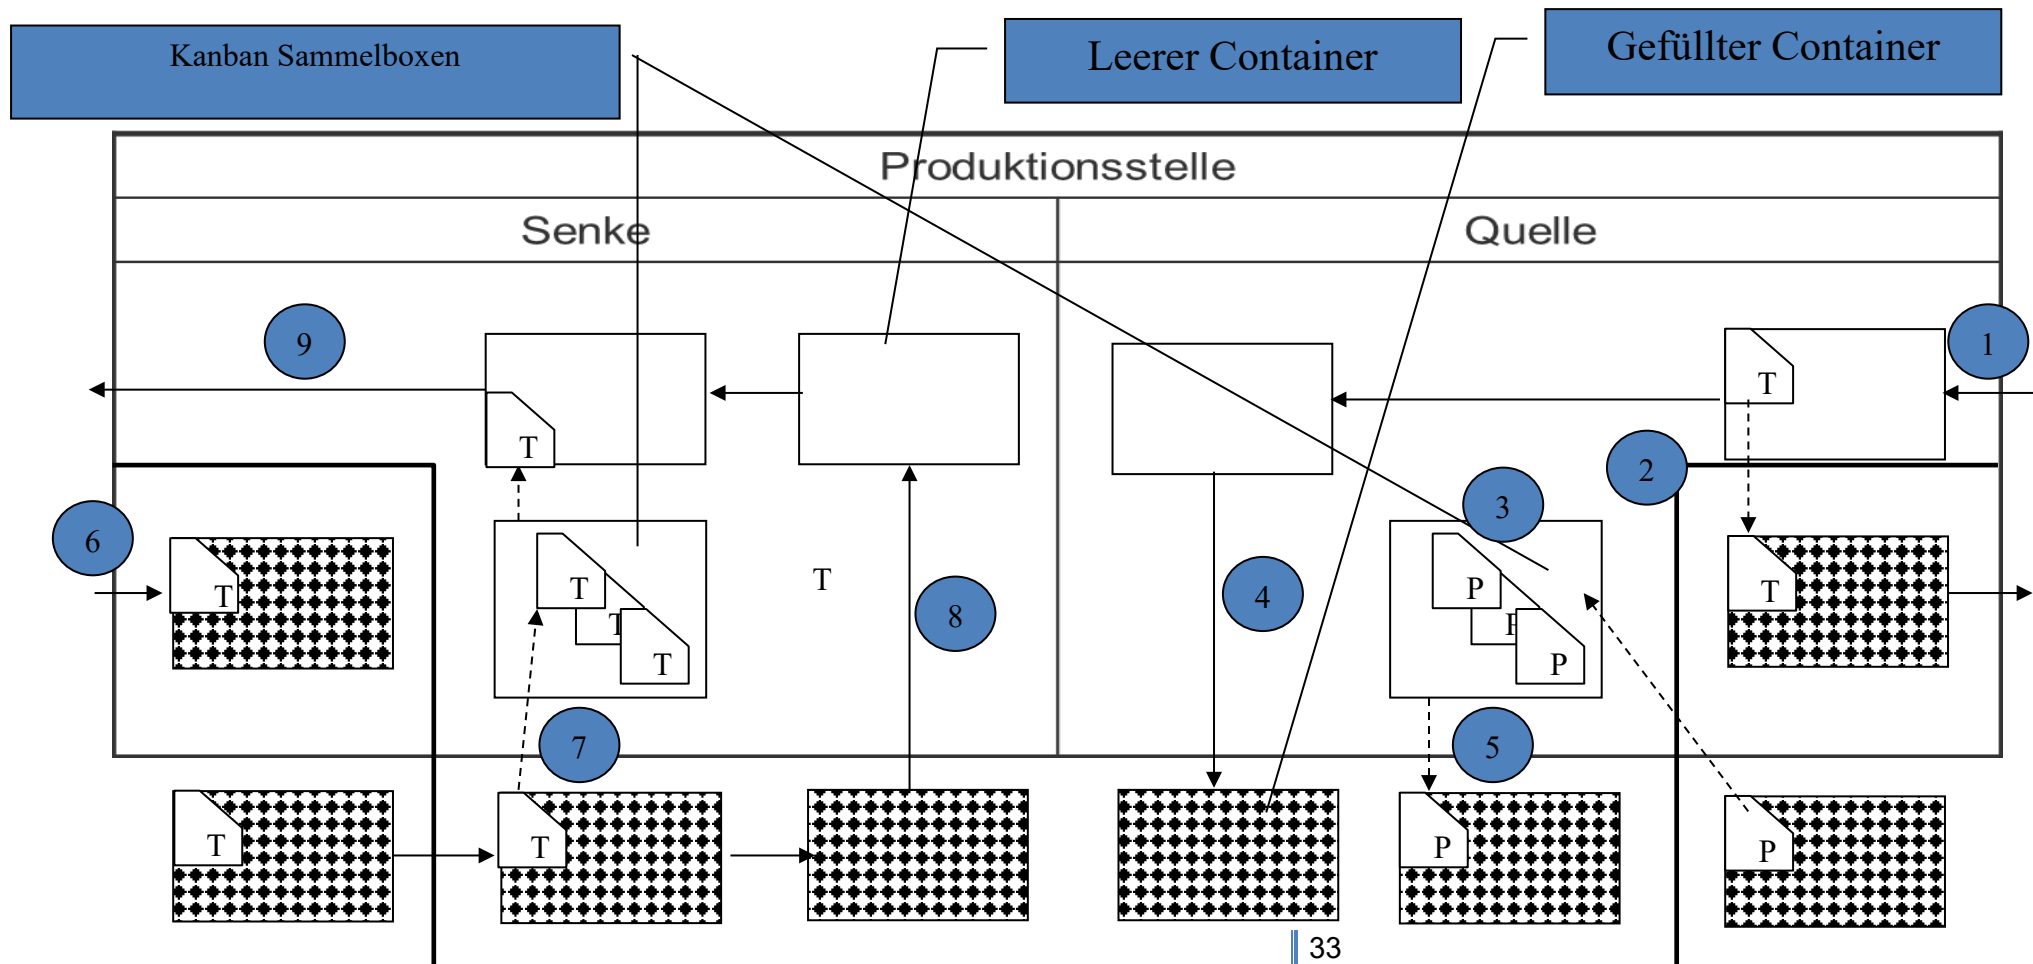 Kanban Sammelboxen
Leerer Container
Gefüllter Container
Produktionsstelle
Senke
Quelle
9
1
T
T
2
3
6
T
T
T
T
T
8
4
P
P
P
T
7
5
T
T
P
P
33